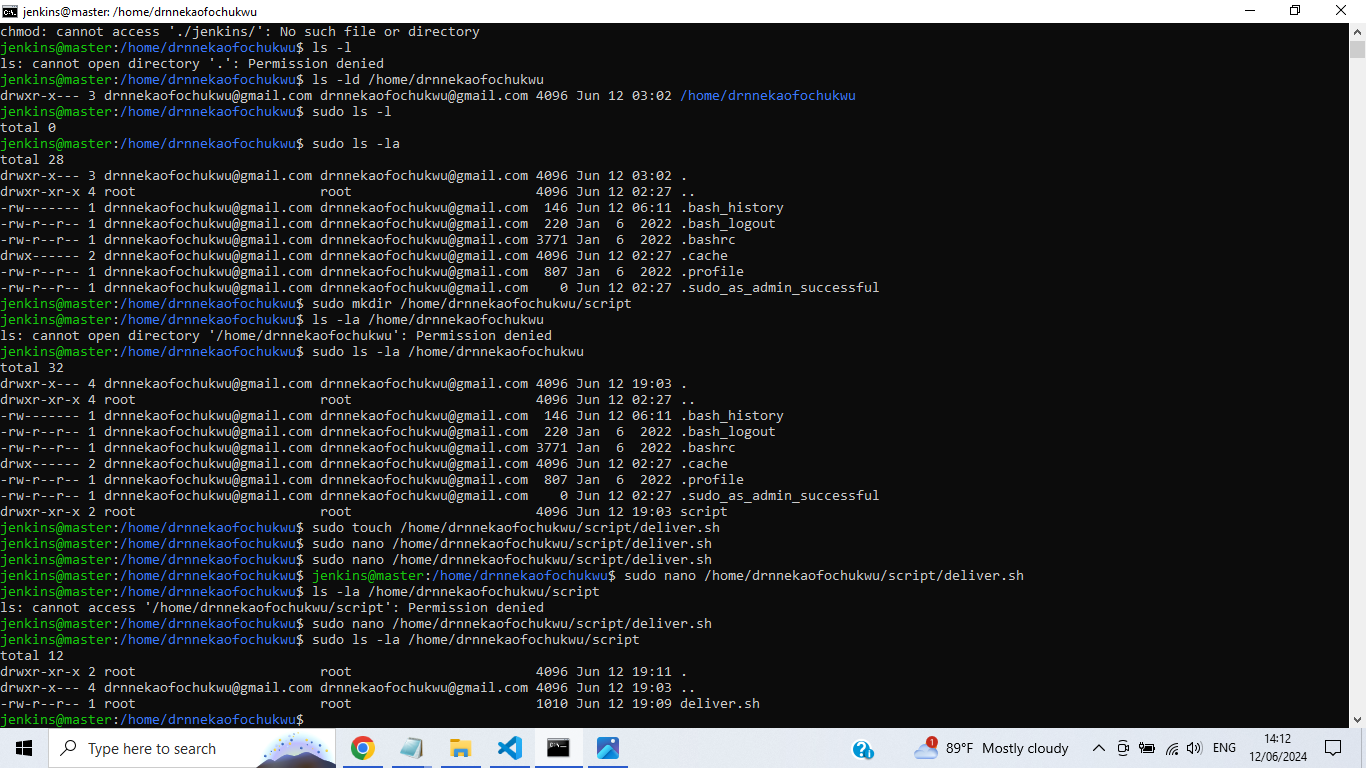 jenkins@master: /home/drnnekaofochukwu
chmod: cannot access './jenkins/': No such file or directory
jenkins@master:/home/drnnekaofochukwu$ ls -l
ls: cannot open directory '.': Permission denied
jenkins@master:/home/drnnekaofochukwu$ ls -ld /home/drnnekaofochukwu
drwxr-x--- 3 drnnekaofochukwu@gmail.com drnnekaofochukwu@gmail.com 4096 Jun 12 03:02 /home/drnnekaofochukwu
jenkins@master:/home/drnnekaofochukwu$ sudo ls -l
total 0
jenkins@master:/home/drnnekaofochukwu$ sudo ls -la
total 28
drwxr-x--- 3 drnnekaofochukwu@gmail.com drnnekaofochukwu@gmail.com 4096 Jun 12 03:02 .
drwxr-xr-x 4 root                       root                       4096 Jun 12 02:27 ..
-rw------- 1 drnnekaofochukwu@gmail.com drnnekaofochukwu@gmail.com  146 Jun 12 06:11 .bash_history
-rw-r--r-- 1 drnnekaofochukwu@gmail.com drnnekaofochukwu@gmail.com  220 Jan  6  2022 .bash_logout
-rw-r--r-- 1 drnnekaofochukwu@gmail.com drnnekaofochukwu@gmail.com 3771 Jan  6  2022 .bashrc
drwx------ 2 drnnekaofochukwu@gmail.com drnnekaofochukwu@gmail.com 4096 Jun 12 02:27 .cache
-rw-r--r-- 1 drnnekaofochukwu@gmail.com drnnekaofochukwu@gmail.com  807 Jan  6  2022 .profile
-rw-r--r-- 1 drnnekaofochukwu@gmail.com drnnekaofochukwu@gmail.com    0 Jun 12 02:27 .sudo_as_admin_successful
jenkins@master:/home/drnnekaofochukwu$ sudo mkdir /home/drnnekaofochukwu/script
jenkins@master:/home/drnnekaofochukwu$ ls -la /home/drnnekaofochukwu
ls: cannot open directory '/home/drnnekaofochukwu': Permission denied
jenkins@master:/home/drnnekaofochukwu$ sudo ls -la /home/drnnekaofochukwu
total 32
drwxr-x--- 4 drnnekaofochukwu@gmail.com drnnekaofochukwu@gmail.com 4096 Jun 12 19:03 .
drwxr-xr-x 4 root                       root                       4096 Jun 12 02:27 ..
-rw------- 1 drnnekaofochukwu@gmail.com drnnekaofochukwu@gmail.com  146 Jun 12 06:11 .bash_history
-rw-r--r-- 1 drnnekaofochukwu@gmail.com drnnekaofochukwu@gmail.com  220 Jan  6  2022 .bash_logout
-rw-r--r-- 1 drnnekaofochukwu@gmail.com drnnekaofochukwu@gmail.com 3771 Jan  6  2022 .bashrc
drwx------ 2 drnnekaofochukwu@gmail.com drnnekaofochukwu@gmail.com 4096 Jun 12 02:27 .cache
-rw-r--r-- 1 drnnekaofochukwu@gmail.com drnnekaofochukwu@gmail.com  807 Jan  6  2022 .profile
-rw-r--r-- 1 drnnekaofochukwu@gmail.com drnnekaofochukwu@gmail.com    0 Jun 12 02:27 .sudo_as_admin_successful
drwxr-xr-x 2 root                       root                       4096 Jun 12 19:03 script
jenkins@master:/home/drnnekaofochukwu$ sudo touch /home/drnnekaofochukwu/script/deliver.sh
jenkins@master:/home/drnnekaofochukwu$ sudo nano /home/drnnekaofochukwu/script/deliver.sh
jenkins@master:/home/drnnekaofochukwu$ sudo nano /home/drnnekaofochukwu/script/deliver.sh
jenkins@master:/home/drnnekaofochukwu$ jenkins@master:/home/drnnekaofochukwu$ sudo nano /home/drnnekaofochukwu/script/deliver.sh
jenkins@master:/home/drnnekaofochukwu$ ls -la /home/drnnekaofochukwu/script
ls: cannot access '/home/drnnekaofochukwu/script': Permission denied
jenkins@master:/home/drnnekaofochukwu$ sudo nano /home/drnnekaofochukwu/script/deliver.sh
jenkins@master:/home/drnnekaofochukwu$ sudo ls -la /home/drnnekaofochukwu/script
total 12
drwxr-xr-x 2 root                       root                       4096 Jun 12 19:11 .
drwxr-x--- 4 drnnekaofochukwu@gmail.com drnnekaofochukwu@gmail.com 4096 Jun 12 19:03 ..
-rw-r--r-- 1 root                       root                       1010 Jun 12 19:09 deliver.sh
jenkins@master:/home/drnnekaofochukwu$
Type here to search
1
89°F Mostly cloudy
ENG
14:12
12/06/2024